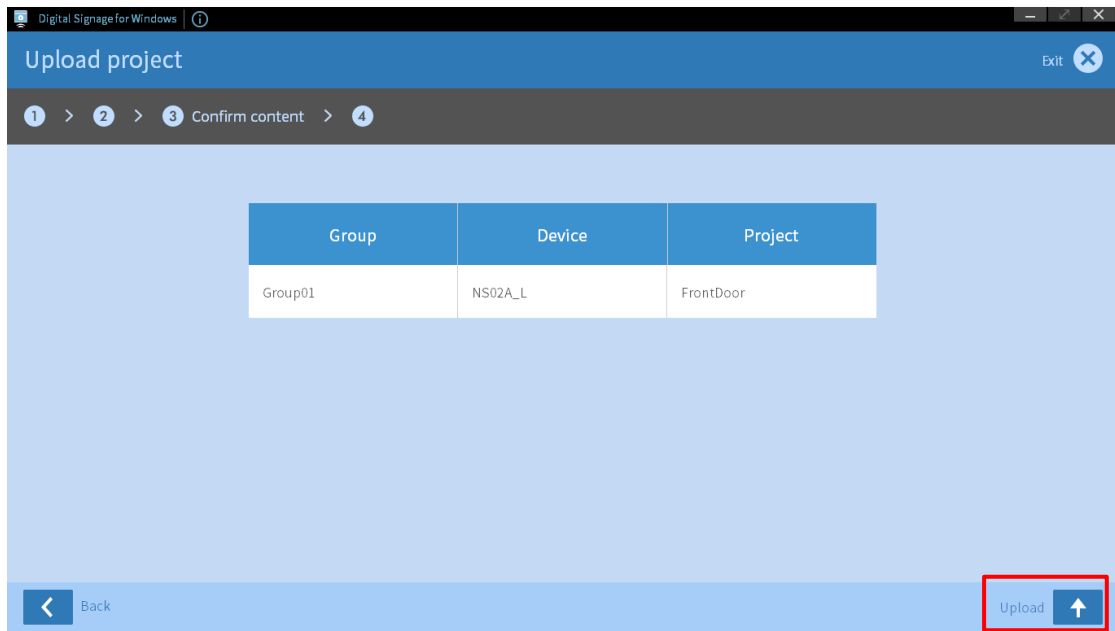 Digital Signage for Windows
Upload project
Exit
1 > 2 > 3 Confirm content > 4
Group Device Project
Group01 NS02A_L FrontDoor
Back
Upload